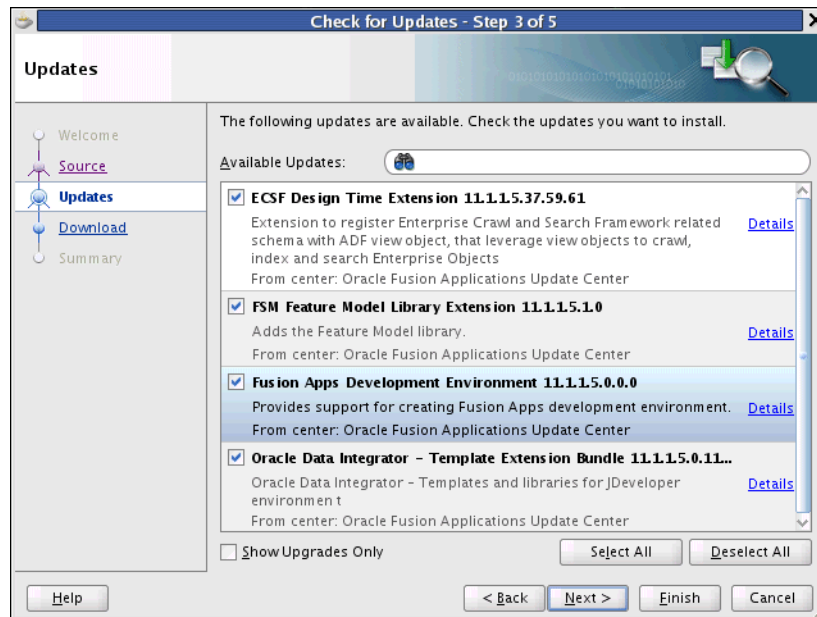 Check for Updates - Step 3 of 5
Updates
Welcome
Source
Updates
Download
Summary
The following updates are available. Check the updates you want to install.
Available Updates:
ECSF Design Time Extension 11.1.1.5.37.59.61
Extension to register Enterprise Crawl and Search Framework related
schema with ADF view object, that leverage view objects to crawl,
index and search Enterprise Objects
From center: Oracle Fusion Applications Update Center
Details
FSM Feature Model Library Extension 11.1.1.5.1.0
Adds the Feature Model library.
From center: Oracle Fusion Applications Update Center
Details
Fusion Apps Development Environment 11.1.1.5.0.0.0
Provides support for creating Fusion Apps development environment.
From center: Oracle Fusion Applications Update Center
Details
Oracle Data Integrator - Template Extension Bundle 11.1.1.5.0.11...
Oracle Data Integrator - Templates and libraries for JDeveloper
environmen t
From center: Oracle Fusion Applications Update Center
Details
Show Upgrades Only
Select All
Deselect All
Help
< Back
Next >
Finish
Cancel